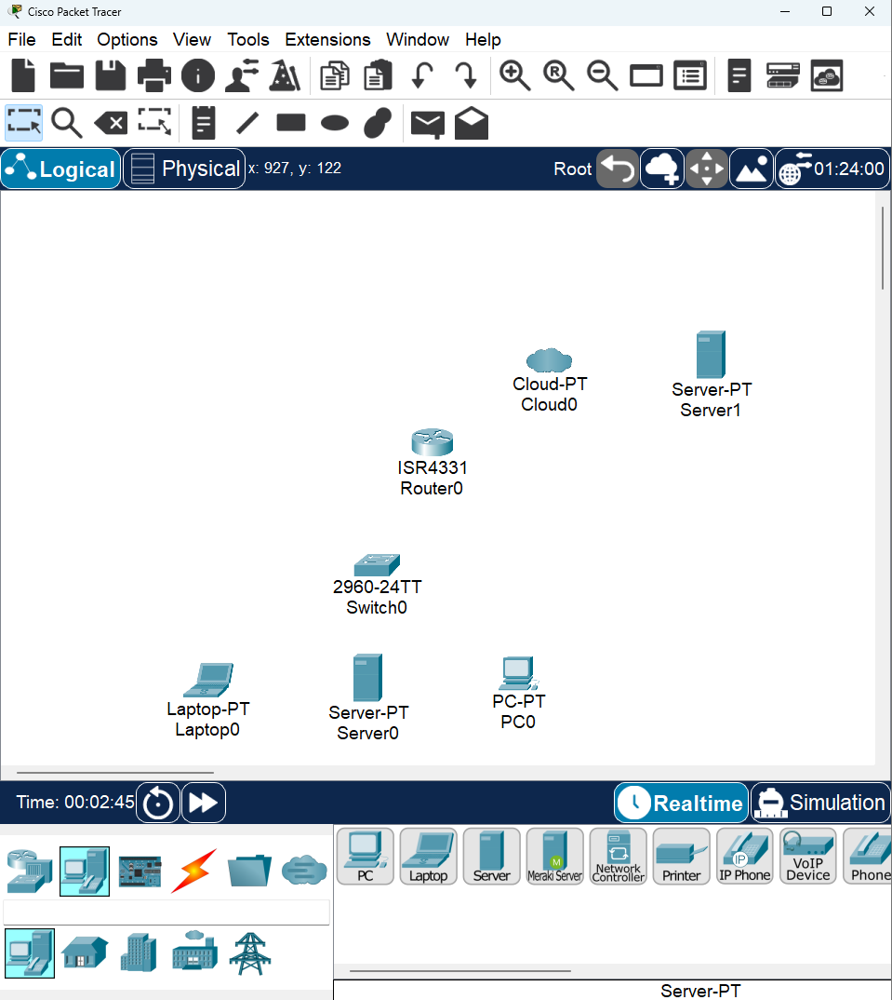 Cisco Packet Tracer
File Edit Options View Tools Extensions Window Help
R
Logical Physical x: 927, y: 122 Root 01:24:00
Cloud-PT
Cloud0
Server-PT
Server1
ISR4331
Router0
2960-24TT
Switch0
Laptop-PT
Laptop0
Server-PT
Server0
PC-PT
PC0
Time: 00:02:45 Realtime Simulation
PC Laptop Server M Meraki Server Network Controller Printer IP IP Phone VoIP Device Phone
Server-PT